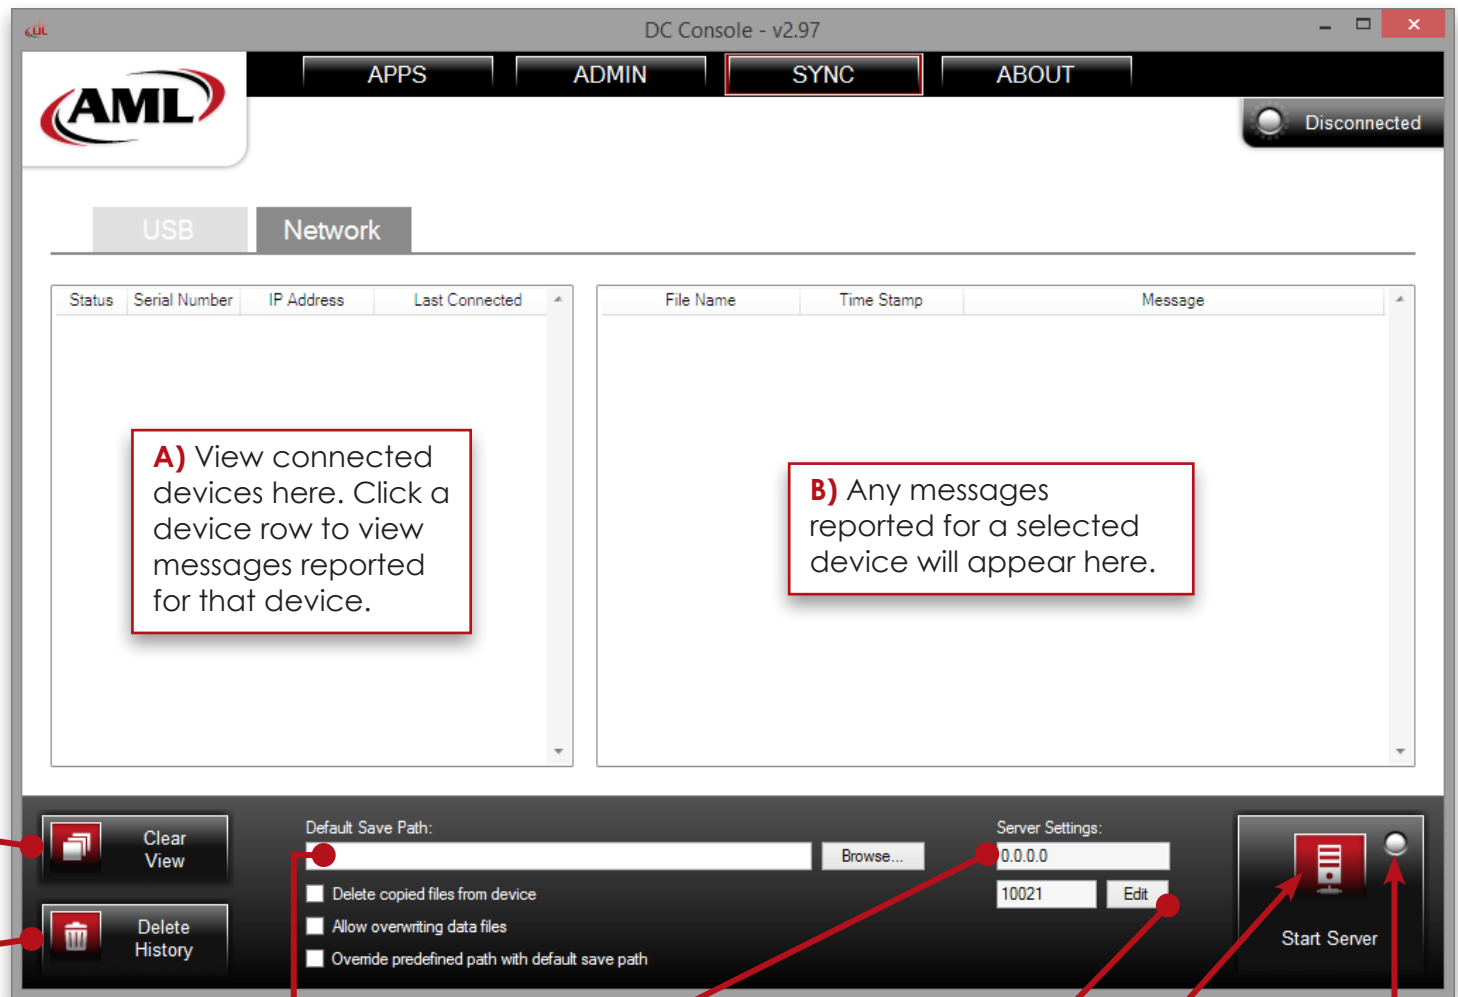 DC
DC Console - v2.97
AML
APPS
ADMIN
SYNC
ABOUT
Disconnected
USB
Network
Status Serial Number IP Address Last Connected
File Name Time Stamp Message
A) View connected
devices here. Click a
device row to view
messages reported
for that device.
B) Any messages
reported for a selected
device will appear here.
Clear
View
Delete
History
Default Save Path:
Browse...
Delete copied files from device
Allow overwriting data files
Override predefined path with default save path
Server Settings:
0.0.0.0
10021
Edit
Start Server